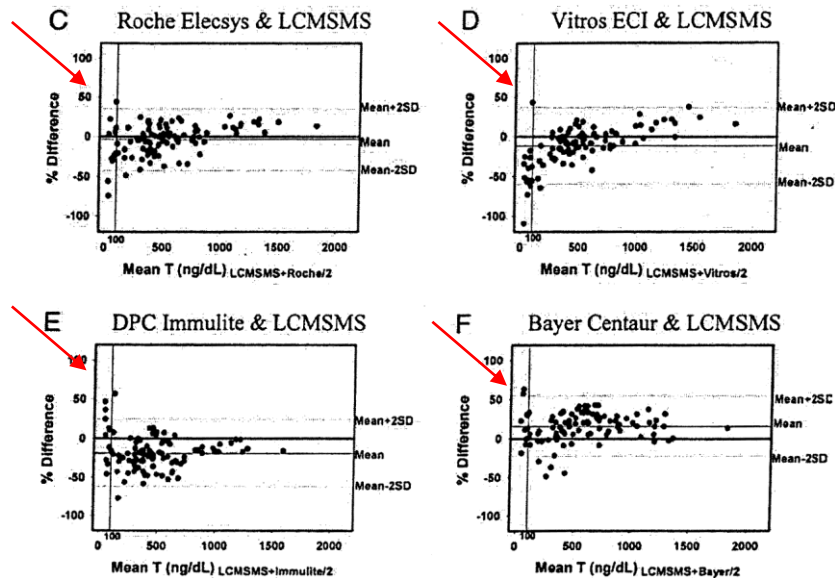 C Roche Elecsys & LCMSMS
100
50
0
-50
-100
% Difference
Mean+2SD
Mean
Mean-2SD
0 100 500 1000 1500 2000
Mean T (ng/dL) LCMSMS+Roche/2
D Vitros ECI & LCMSMS
100
50
0
-50
-100
% Difference
Mean+2SD
Mean
Mean-2SD
0 100 500 1000 1500 2000
Mean T (ng/dL) LCMSMS+Vitros/2
E DPC Immulite & LCMSMS
100
50
0
-50
-100
% Difference
Mean+2SD
Mean
Mean-2SD
0 100 500 1000 1500 2000
Mean T (ng/dL) LCMSMS+Immulite/2
F Bayer Centaur & LCMSMS
100
50
0
-50
-100
% Difference
Mean+2SD
Mean
Mean-2SD
0 100 500 1000 1500 2000
Mean T (ng/dL) LCMSMS+Bayer/2